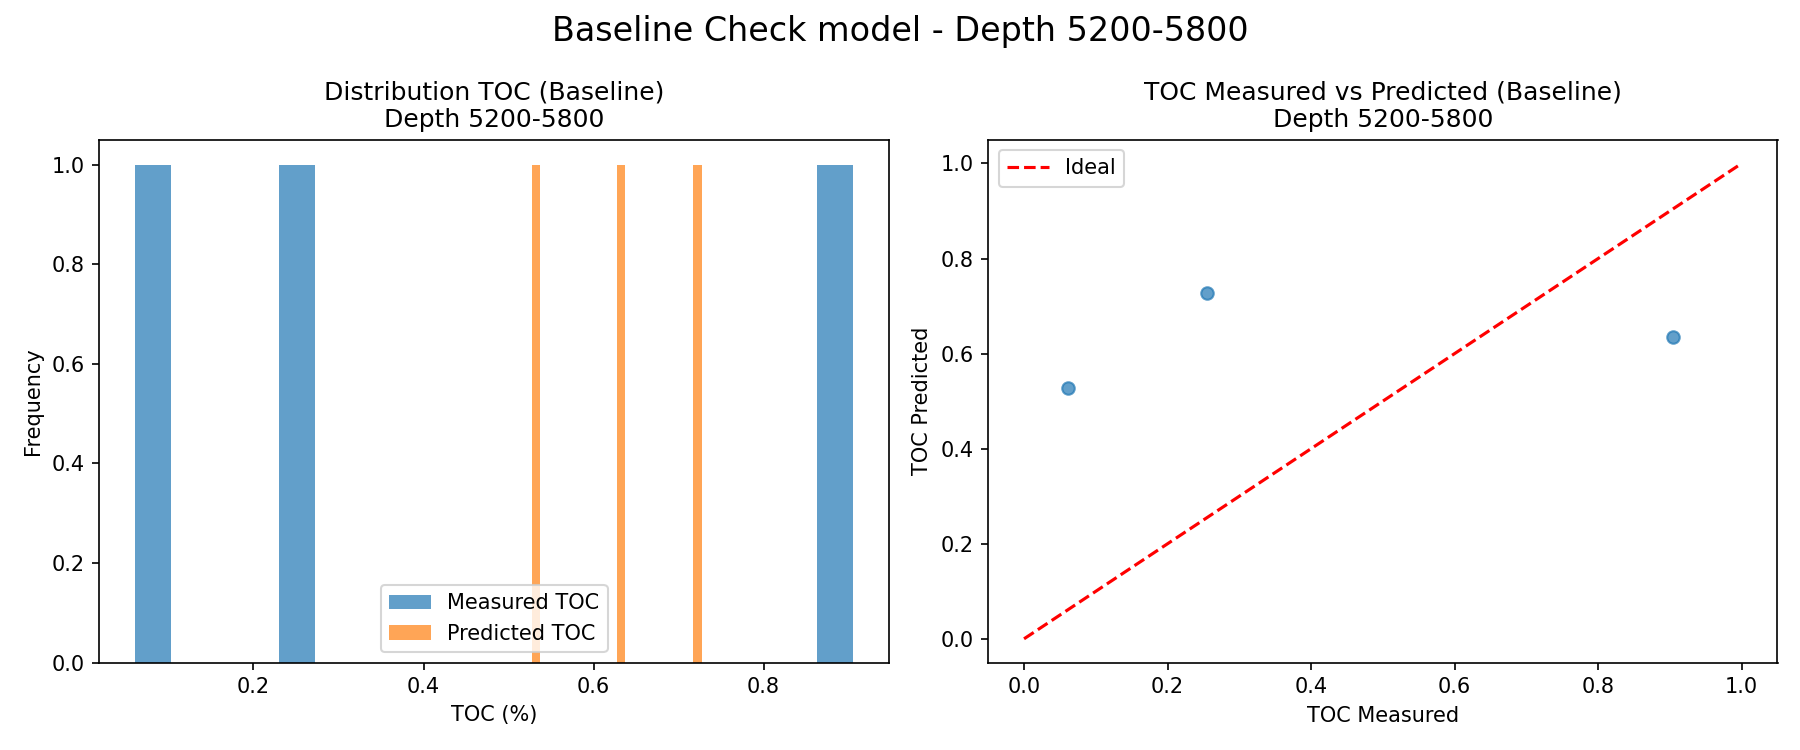 Baseline Check model - Depth 5200-5800
Distribution TOC (Baseline)
Depth 5200-5800
1.0
0.8
0.6
0.4
0.2
0.0
Frequency
Measured TOC
Predicted TOC
0.2 0.4 0.6 0.8
TOC (%)
TOC Measured vs Predicted (Baseline)
Depth 5200-5800
Ideal
1.0
0.8
0.6
0.4
0.2
0.0
TOC Predicted
0.0 0.2 0.4 0.6 0.8 1.0
TOC Measured